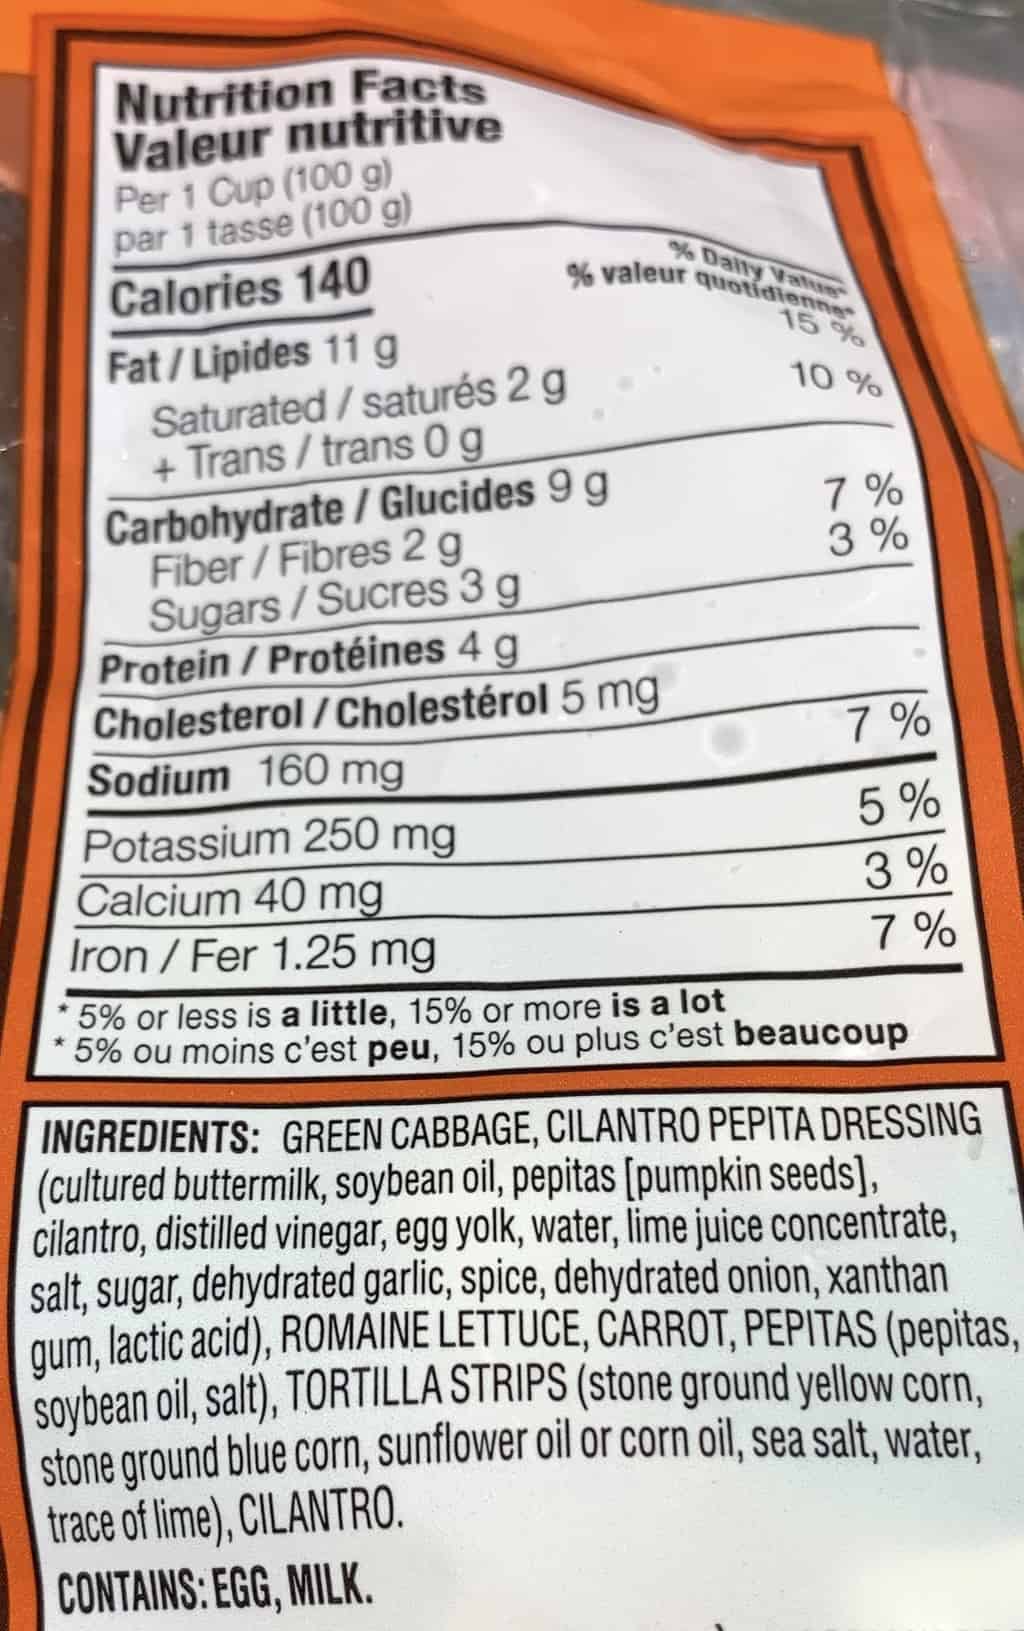 Nutrition Facts
Valeur nutritive
Per 1 Cup (100 g)
par 1 tasse (100 g)
Calories 140
% Daily Value*
% valeur quotidienne*
Fat / Lipides 11 g 15 %
Saturated / saturés 2 g 10 %
+ Trans / trans 0 g
Carbohydrate / Glucides 9 g
Fiber / Fibres 2 g 7 %
Sugars / Sucres 3 g 3 %
Protein / Protéines 4 g
Cholesterol / Cholestérol 5 mg
Sodium 160 mg 7 %
Potassium 250 mg 5 %
Calcium 40 mg 3 %
Iron / Fer 1.25 mg 7 %
* 5% or less is a little, 15% or more is a lot
* 5% ou moins c'est peu, 15% ou plus c'est beaucoup
INGREDIENTS: GREEN CABBAGE, CILANTRO PEPITA DRESSING
(cultured buttermilk, soybean oil, pepitas [pumpkin seeds],
cilantro, distilled vinegar, egg yolk, water, lime juice concentrate,
salt, sugar, dehydrated garlic, spice, dehydrated onion, xanthan
gum, lactic acid), ROMAINE LETTUCE, CARROT, PEPITAS (pepitas,
soybean oil, salt), TORTILLA STRIPS (stone ground yellow corn,
stone ground blue corn, sunflower oil or corn oil, sea salt, water,
trace of lime), CILANTRO.
CONTAINS: EGG, MILK.